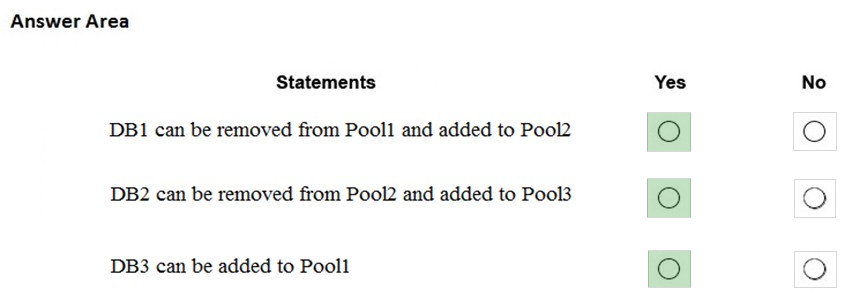 Answer Area
Statements Yes No
DB1 can be removed from Pool1 and added to Pool2
DB2 can be removed from Pool2 and added to Pool3
DB3 can be added to Pool1